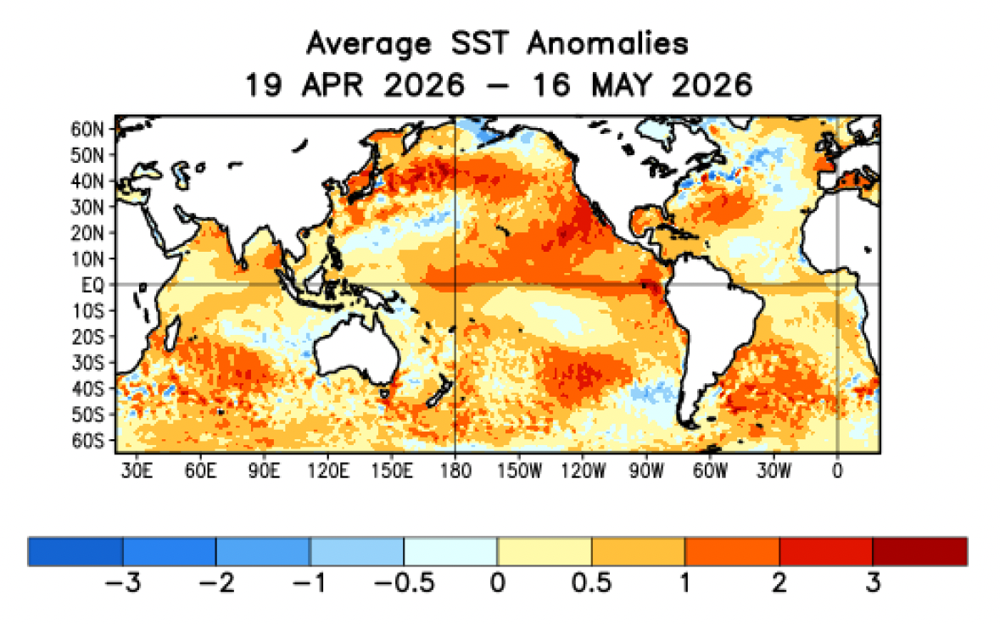 Average SST Anomalies
19 APR 2026 – 16 MAY 2026
60N
50N
40N
30N
20N
10N
EQ
10S
20S
30S
40S
50S
60S
30E 60E 90E 120E 150E 180 150W 120W 90W 60W 30W 0
−3 −2 −1 −0.5 0 0.5 1 2 3